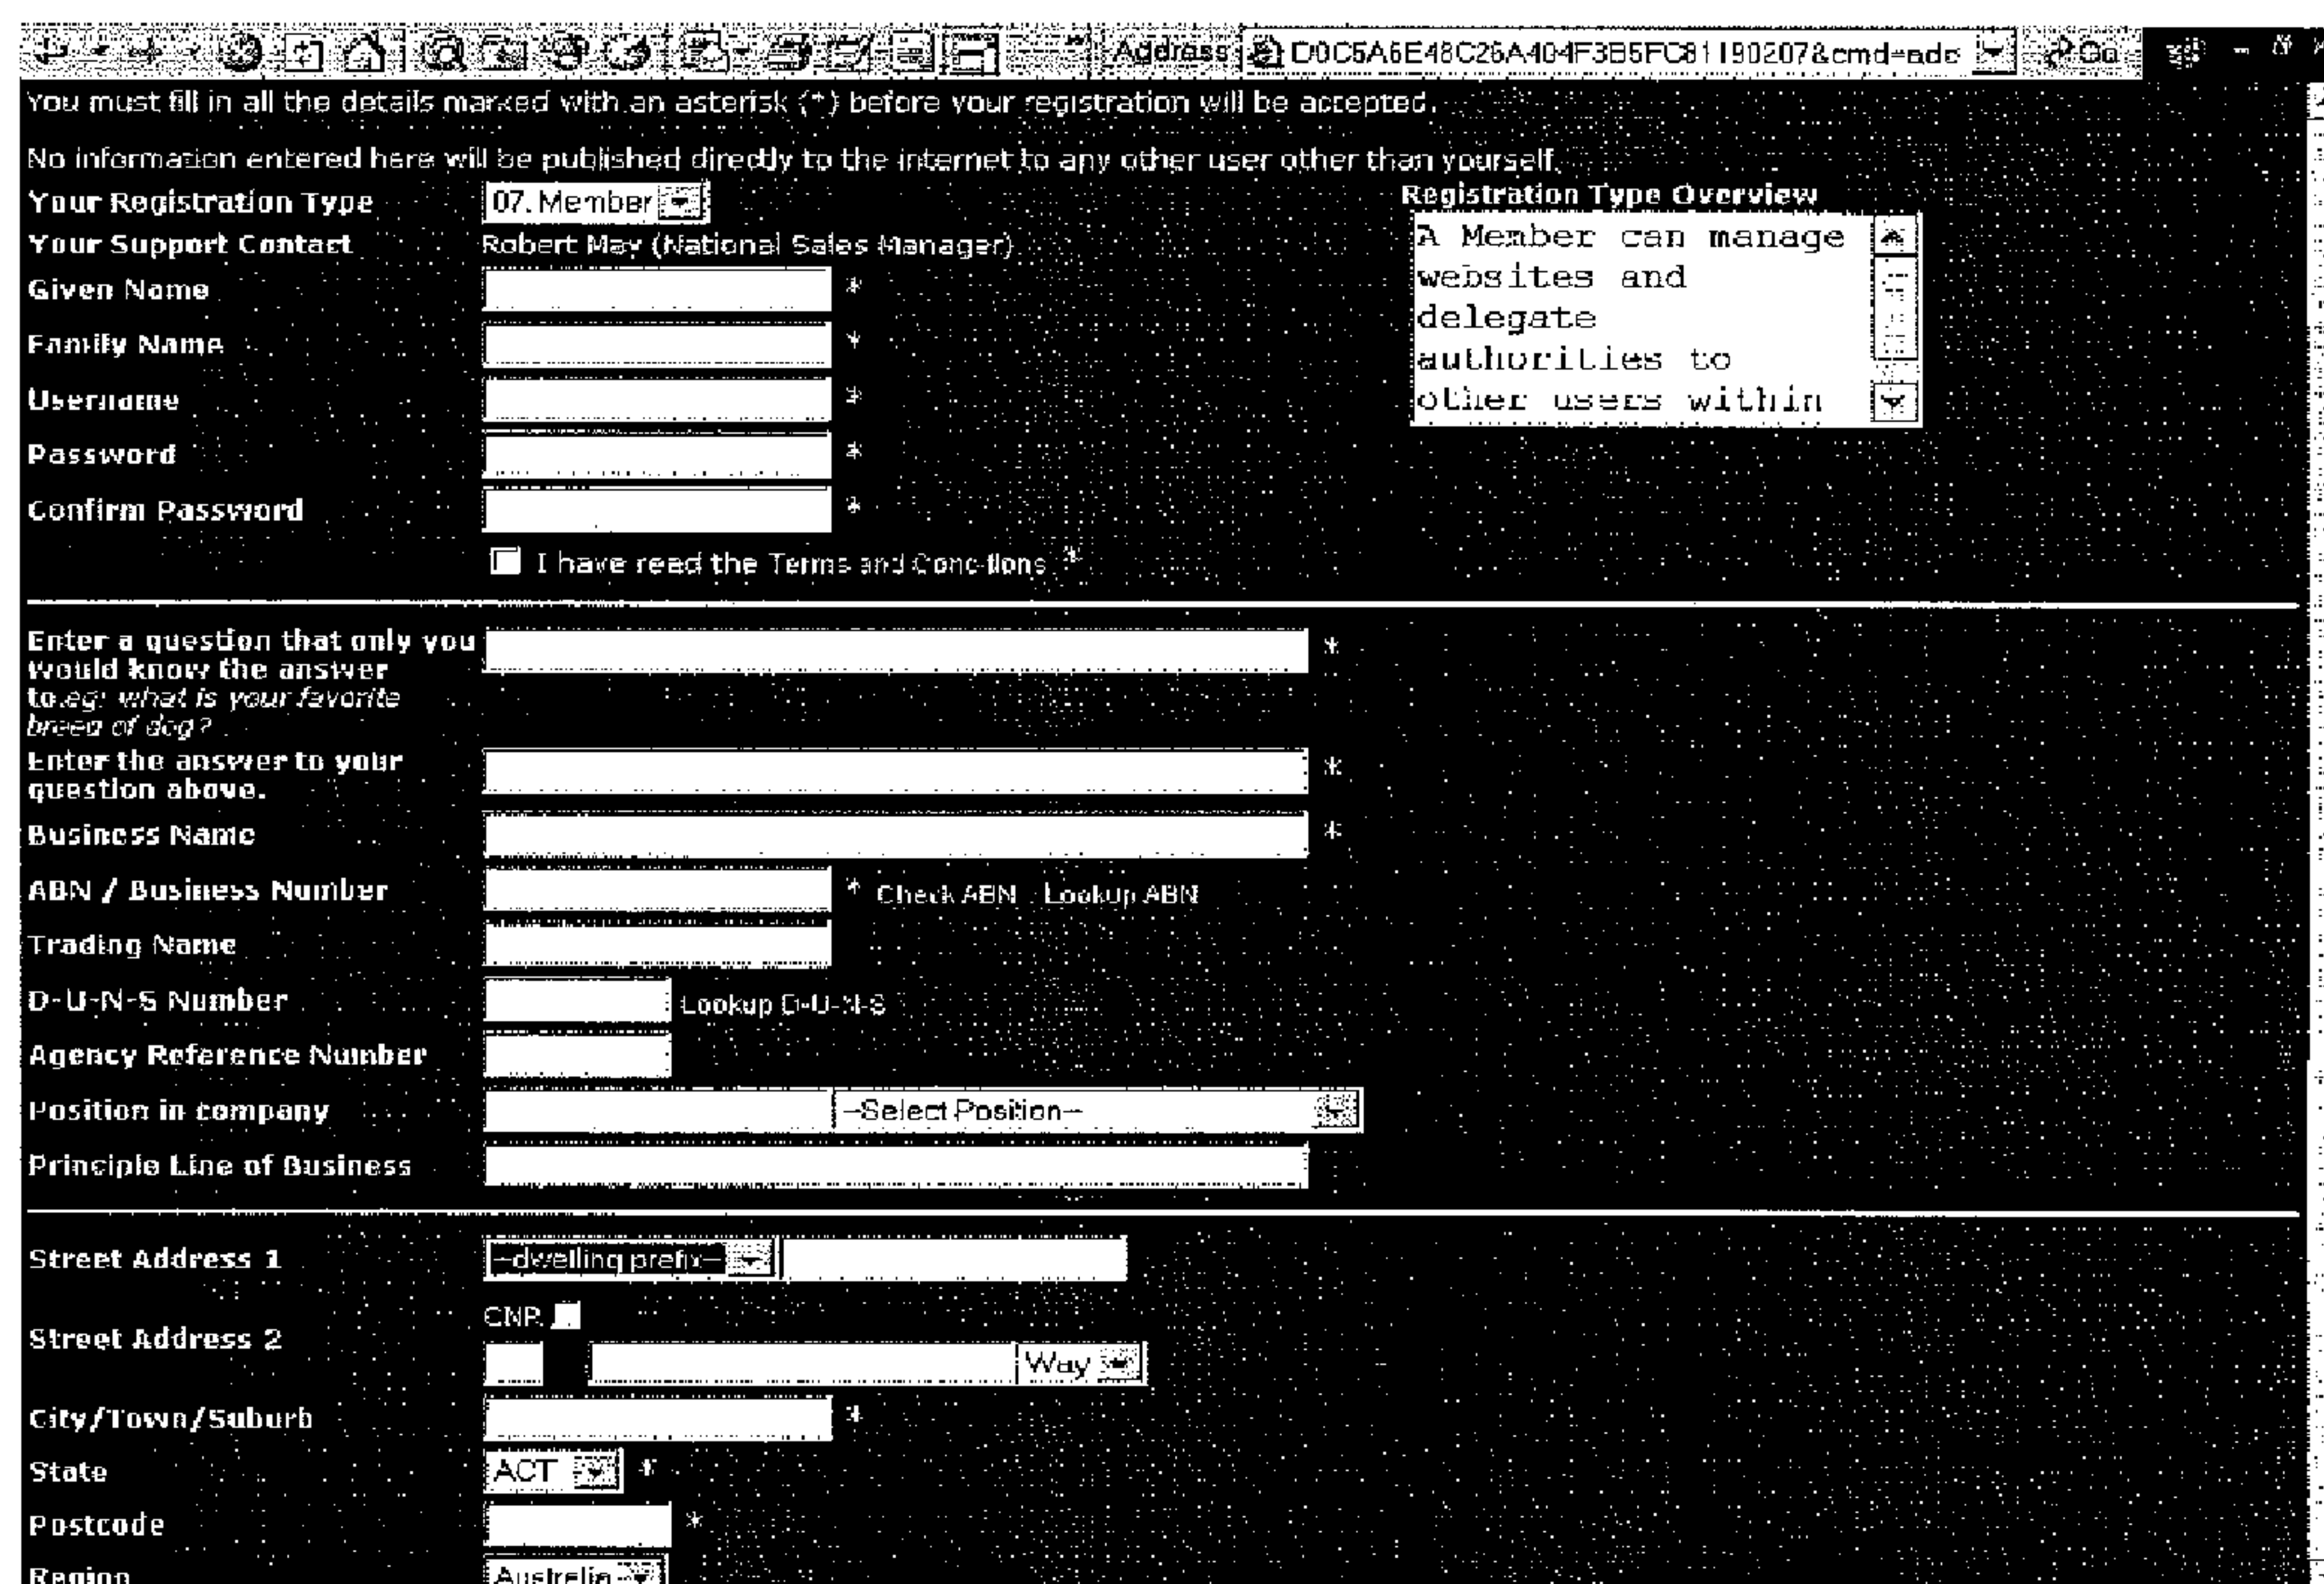 Address D0C5A6E48C26A404F3B5FC81190207&cmd=adc Go
You must fill in all the details marked with an asterisk (*) before your registration will be accepted.
No information entered here will be published directly to the internet to any other user other than yourself.
Your Registration Type 07. Member Registration Type Overview
Your Support Contact Robert May (National Sales Manager)
A Member can manage
websites and
delegate
authorities to
other users within
Given Name *
Family Name *
Username *
Password *
Confirm Password *
I have read the Terms and Conditions *
Enter a question that only you *
would know the answer
to.eg: what is your favorite
breed of dog?
Enter the answer to your *
question above.
Business Name *
ABN / Business Number * Check ABN Lookup ABN
Trading Name
D-U-N-S Number Lookup D-U-N-S
Agency Reference Number
Position in company --Select Position--
Principle Line of Business
Street Address 1 --dwelling prefix--
CNR
Street Address 2 Way
City/Town/Suburb *
State ACT *
Postcode *
Region Australia